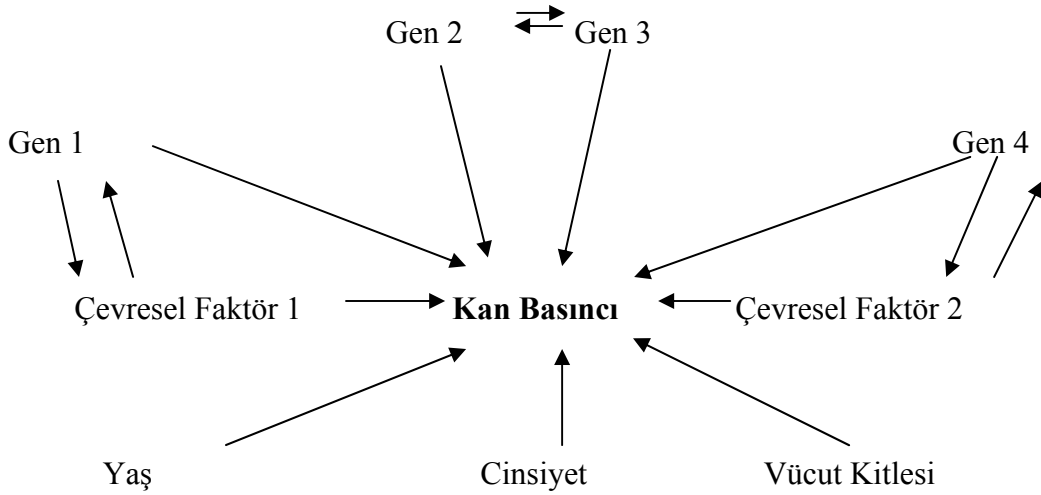 Gen 2 Gen 3
Gen 1 Gen 4
Çevresel Faktör 1 Kan Basıncı Çevresel Faktör 2
Yaş Cinsiyet Vücut Kitlesi